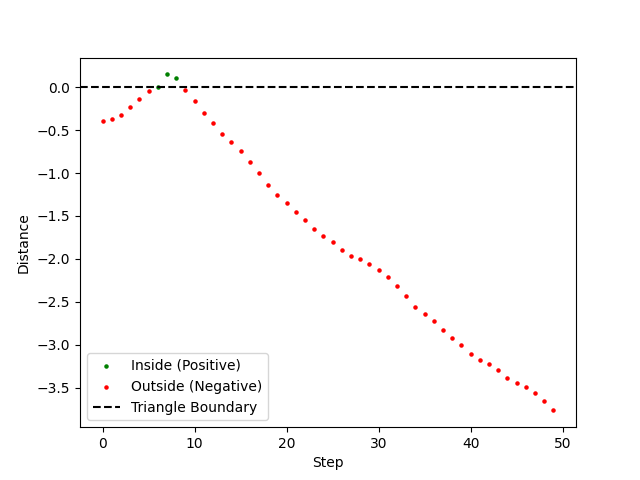 0.0
−0.5
−1.0
−1.5
−2.0
−2.5
−3.0
−3.5
Distance
Inside (Positive)
Outside (Negative)
Triangle Boundary
0 10 20 30 40 50
Step